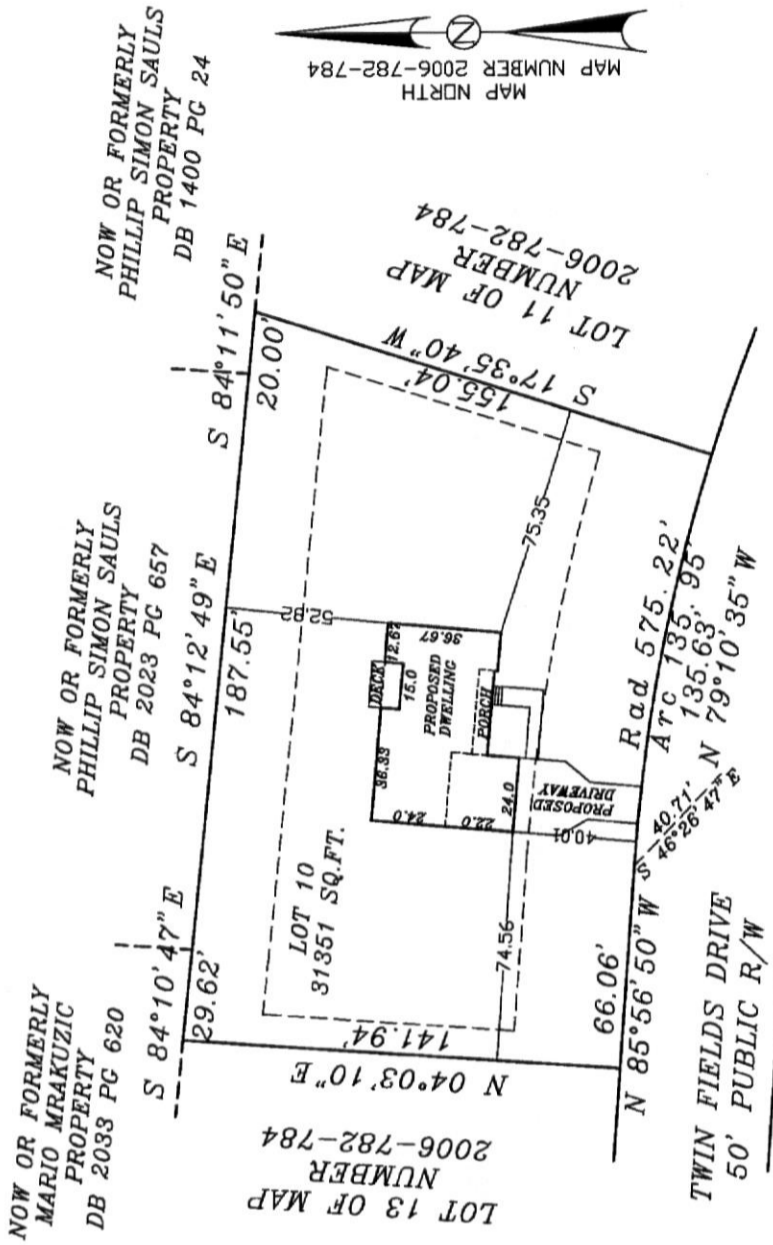 NOW OR FORMERLY
PHILLIP SIMON SAULS
PROPERTY
DB 1400 PG 24
MAP NORTH
MAP NUMBER 2006-782-784
N
NOW OR FORMERLY
PHILLIP SIMON SAULS
PROPERTY
DB 2023 PG 657
NOW OR FORMERLY
MARIO MRAKUZIC
PROPERTY
DB 2033 PG 620
S 84°10'47" E
29.62'
S 84°12'49" E
187.55'
S 84°11'50" E
20.00'
LOT 11 OF MAP
NUMBER
2006-782-784
S 17°35'40" W
155.04'
LOT 10
31351 SQ.FT.
52.92
DECK
12.67
15.0
36.33
36.67
PROPOSED
DWELLING
PORCH
24.0
22.0
24.0
75.35
74.56
40.01
PROPOSED
DRIVEWAY
N 04°03'10" E
141.94'
LOT 13 OF MAP
NUMBER
2006-782-784
66.06'
N 85°56'50" W
40.71'
S 46°26'47" E
Rad 575.22'
Arc 135.95'
135.63'
N 79°10'35" W
TWIN FIELDS DRIVE
50' PUBLIC R/W